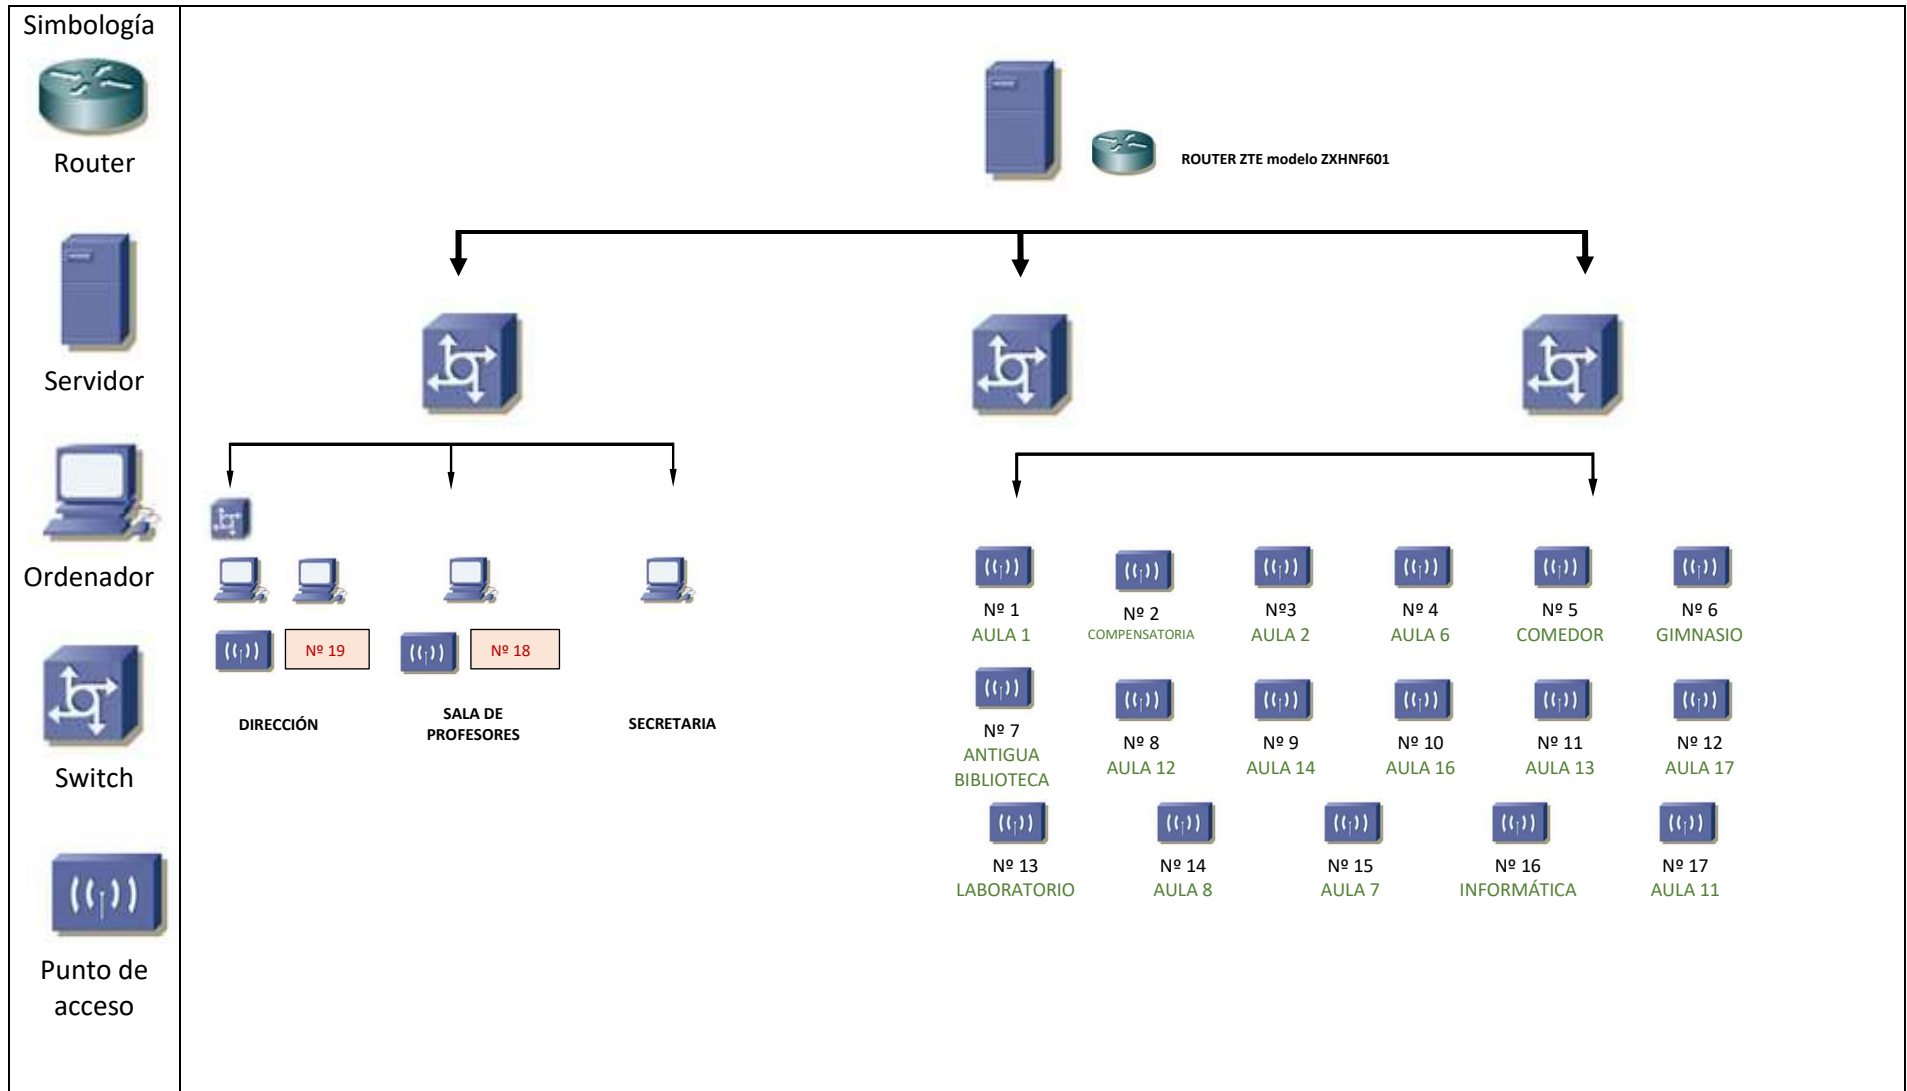 Simbología
Router
Servidor
Ordenador
Switch
Punto de
acceso
ROUTER ZTE modelo ZXHNF601
Nº 19
Nº 18
DIRECCIÓN
SALA DE
PROFESORES
SECRETARIA
Nº 1
AULA 1
Nº 2
COMPENSATORIA
Nº3
AULA 2
Nº 4
AULA 6
Nº 5
COMEDOR
Nº 6
GIMNASIO
Nº 7
ANTIGUA
BIBLIOTECA
Nº 8
AULA 12
Nº 9
AULA 14
Nº 10
AULA 16
Nº 11
AULA 13
Nº 12
AULA 17
Nº 13
LABORATORIO
Nº 14
AULA 8
Nº 15
AULA 7
Nº 16
INFORMÁTICA
Nº 17
AULA 11